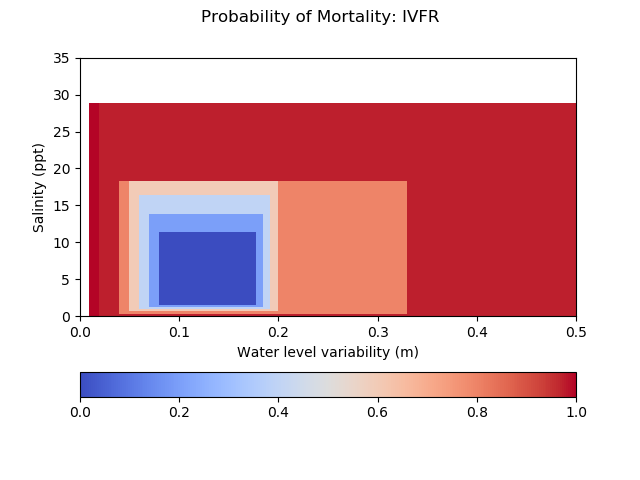 Probability of Mortality: IVFR
35
30
25
20
15
10
5
0
Salinity (ppt)
0.0 0.1 0.2 0.3 0.4 0.5
Water level variability (m)
0.0 0.2 0.4 0.6 0.8 1.0